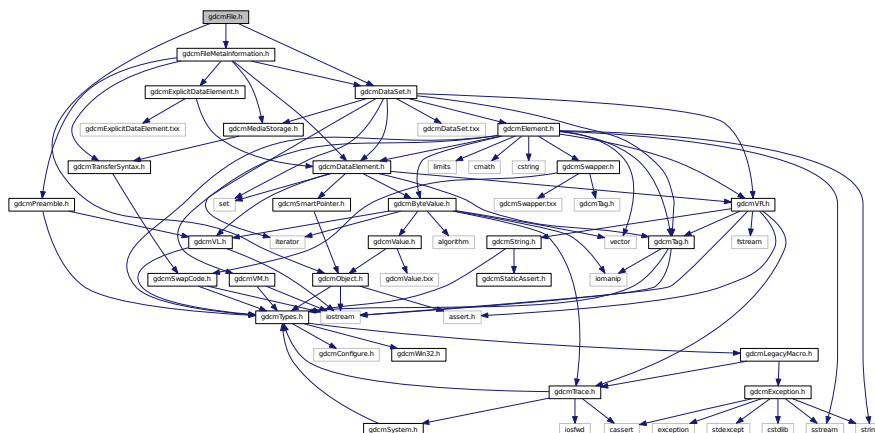 gdcmFile.h
gdcmFileMetaInformation.h
gdcmExplicitDataElement.h
gdcmDataSet.h
gdcmExplicitDataElement.txx
gdcmMediaStorage.h
gdcmDataSet.txx
gdcmElement.h
gdcmTransferSyntax.h
gdcmDataElement.h
limits
cmath
cstring
gdcmSwapper.h
gdcmPreamble.h
set
gdcmSmartPointer.h
gdcmByteValue.h
gdcmSwapper.txx
gdcmTag.h
gdcmVR.h
gdcmVL.h
iterator
gdcmValue.h
algorithm
gdcmString.h
vector
gdcmTag.h
fstream
gdcmSwapCode.h
gdcmVM.h
gdcmObject.h
gdcmValue.txx
gdcmStaticAssert.h
iomanip
gdcmTypes.h
iostream
assert.h
gdcmConfigure.h
gdcmWin32.h
gdcmLegacyMacro.h
gdcmTrace.h
gdcmException.h
gdcmSystem.h
iosfwd
cassert
exception
stdexcept
cstdlib
sstream